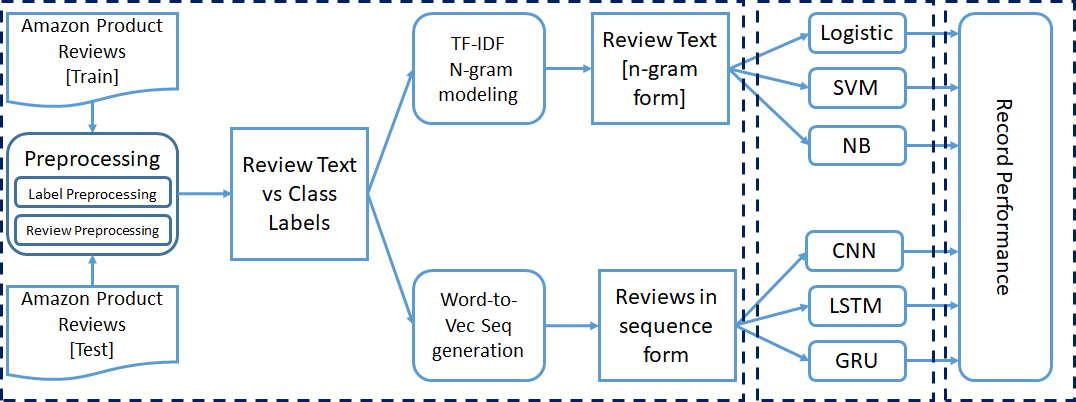 Amazon Product
Reviews
[Train]
Preprocessing
Label Preprocessing
Review Preprocessing
Amazon Product
Reviews
[Test]
Review Text
vs Class
Labels
TF-IDF
N-gram
modeling
Review Text
[n-gram
form]
Word-to-
Vec Seq
generation
Reviews in
sequence
form
Logistic
SVM
NB
CNN
LSTM
GRU
Record Performance